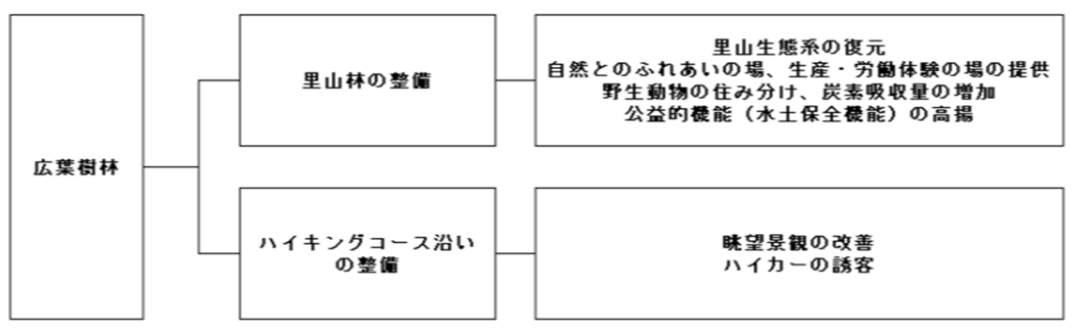 広葉樹林
里山林の整備
里山生態系の復元
自然とのふれあいの場、生産・労働体験の場の提供
野生動物の住み分け、炭素吸収量の増加
公益的機能（水土保全機能）の高揚
ハイキングコース沿い
の整備
眺望景観の改善
ハイカーの誘客